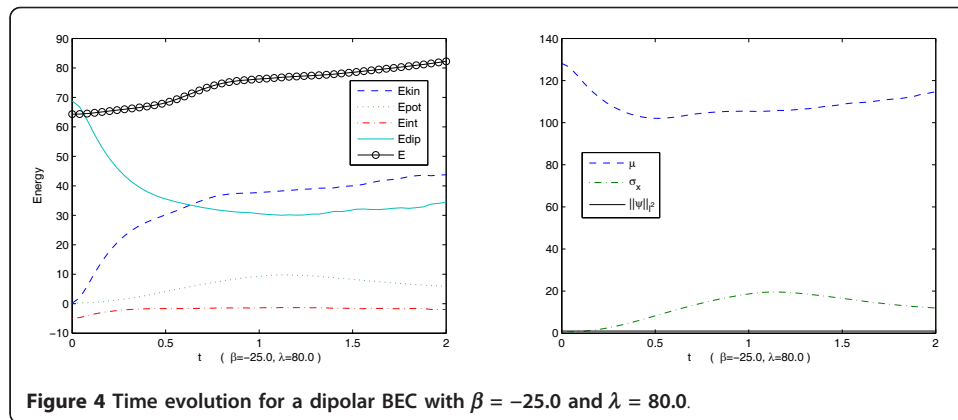 90
80
70
60
50
40
30
20
10
0
−10
Energy
0 0.5 1 1.5 2
t ( β=−25.0, λ=80.0)
Ekin
Epot
Eint
Edip
E
140
120
100
80
60
40
20
0
0 0.5 1 1.5 2
t ( β=−25.0, λ=80.0)
μ
σx
||ψ||l2
Figure 4 Time evolution for a dipolar BEC with β = −25.0 and λ = 80.0.